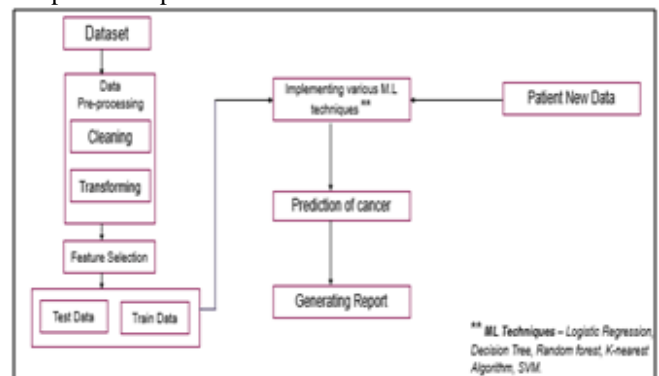 Dataset
Data
Pre-processing
Cleaning
Transforming
Feature Selection
Test Data
Train Data
Implementing various M.L
techniques **
Prediction of cancer
Generating Report
Patient New Data
** ML Techniques – Logistic Regression,
Decision Tree, Random forest, K-nearest
Algorithm, SVM.